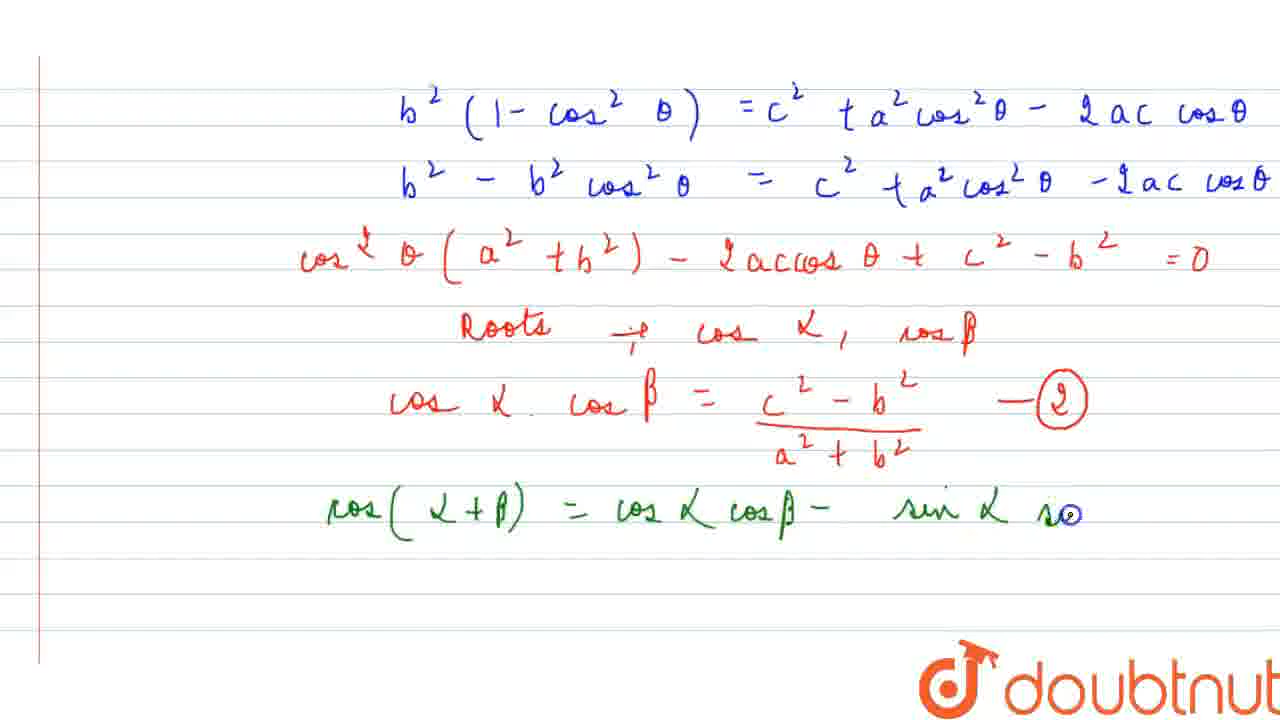 b² (1 - cos² θ) = c² + a² cos² θ - 2ac cos θ
b² - b² cos² θ = c² + a² cos² θ - 2ac cos θ
cos² θ (a² + b²) - 2ac cos θ + c² - b² = 0
Roots → cos α, cos β
cos α . cos β = (c² - b²)/(a² + b²) - ②
cos(α + β) = cos α cos β - sin α
doubtnut